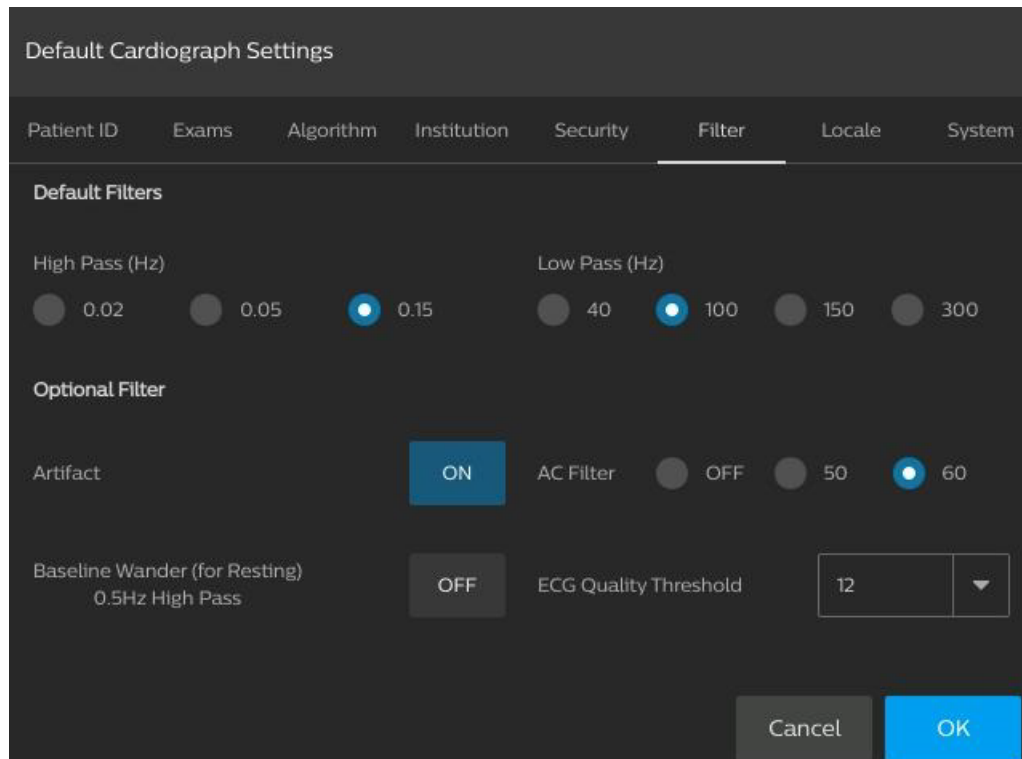 Default Cardiograph Settings
Patient ID Exams Algorithm Institution Security Filter Locale System
Default Filters
High Pass (Hz) Low Pass (Hz)
0.02 0.05 0.15 40 100 150 300
Optional Filter
Artifact ON AC Filter OFF 50 60
Baseline Wander (for Resting)
0.5Hz High Pass
OFF ECG Quality Threshold 12
Cancel OK